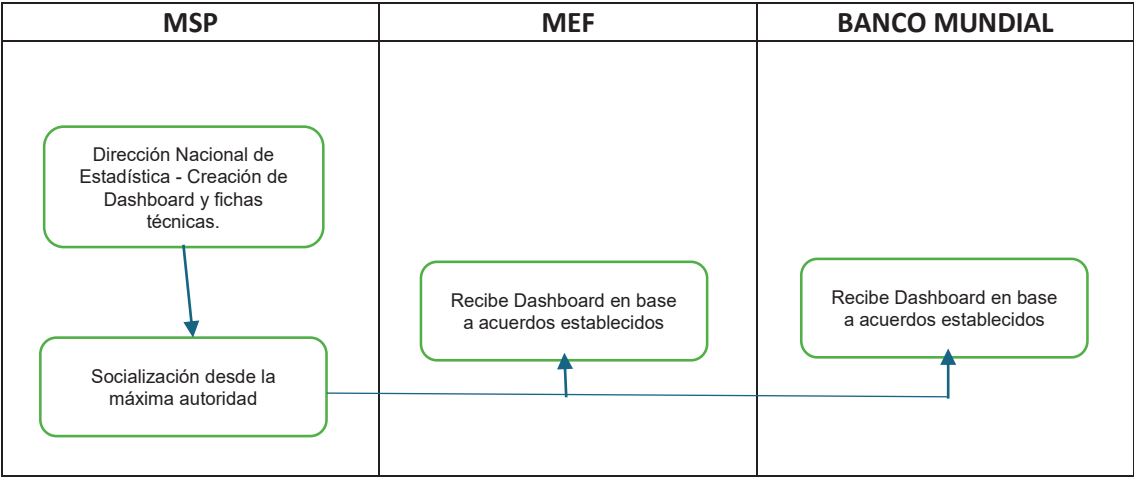 MSP
MEF
BANCO MUNDIAL
Dirección Nacional de
Estadística - Creación de
Dashboard y fichas
técnicas.
Socialización desde la
máxima autoridad
Recibe Dashboard en base
a acuerdos establecidos
Recibe Dashboard en base
a acuerdos establecidos